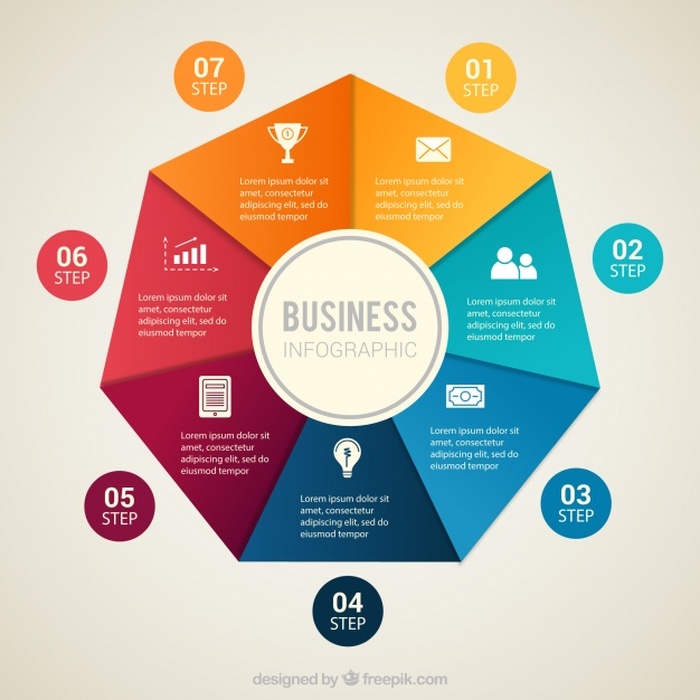 01
STEP
Lorem ipsum dolor sit
amet, consectetur
adipiscing elit, sed do
eiusmod tempor
02
STEP
Lorem ipsum dolor sit
amet, consectetur
adipiscing elit, sed do
eiusmod tempor
03
STEP
Lorem ipsum dolor sit
amet, consectetur
adipiscing elit, sed do
eiusmod tempor
04
STEP
Lorem ipsum dolor sit
amet, consectetur
adipiscing elit, sed do
eiusmod tempor
05
STEP
Lorem ipsum dolor sit
amet, consectetur
adipiscing elit, sed do
eiusmod tempor
06
STEP
Lorem ipsum dolor sit
amet, consectetur
adipiscing elit, sed do
eiusmod tempor
07
STEP
1
Lorem ipsum dolor sit
amet, consectetur
adipiscing elit, sed do
eiusmod tempor
BUSINESS
INFOGRAPHIC
designed by freepik.com